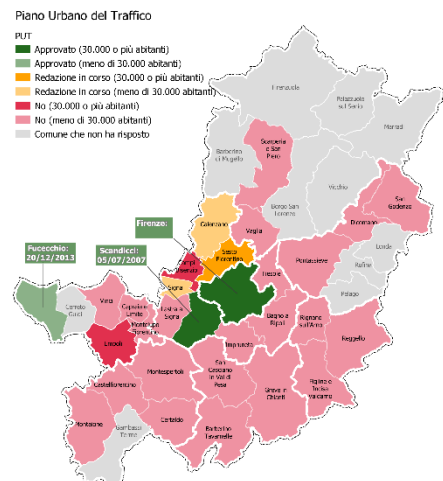 Piano Urbano del Traffico
PUT
Approvato (30.000 o più abitanti)
Approvato (meno di 30.000 abitanti)
Redazione in corso (30.000 o più abitanti)
Redazione in corso (meno di 30.000 abitanti)
No (30.000 o più abitanti)
No (meno di 30.000 abitanti)
Comune che non ha risposto
Firenzuola
Palazzuolo
sul Senio
Marradi
Scarperia
e San
Piero
Barberino
di Mugello
Vicchio
Borgo San
Lorenzo
San
Godenzo
Dicomano
Firenze:
Calenzano
Vaglia
Londa
Rufina
Fucecchio:
20/12/2013
Scandicci:
05/07/2007
Sesto
Fiorentino
Campi
Bisenzio
Fiesole
Pontassieve
Pelago
Signa
Cerreto
Guidi
Vinci
Capraia e
Limite
Montelupo
Fiorentino
Lastra a
Signa
Empoli
Bagno a
Ripoli
Rignano
sull'Arno
Reggello
Impruneta
Montespertoli
San
Casciano
in Val di
Pesa
Castelfiorentino
Greve in
Chianti
Figline e
Incisa
Valdarno
Montaione
Certaldo
Gambassi
Terme
Barberino
Tavarnelle